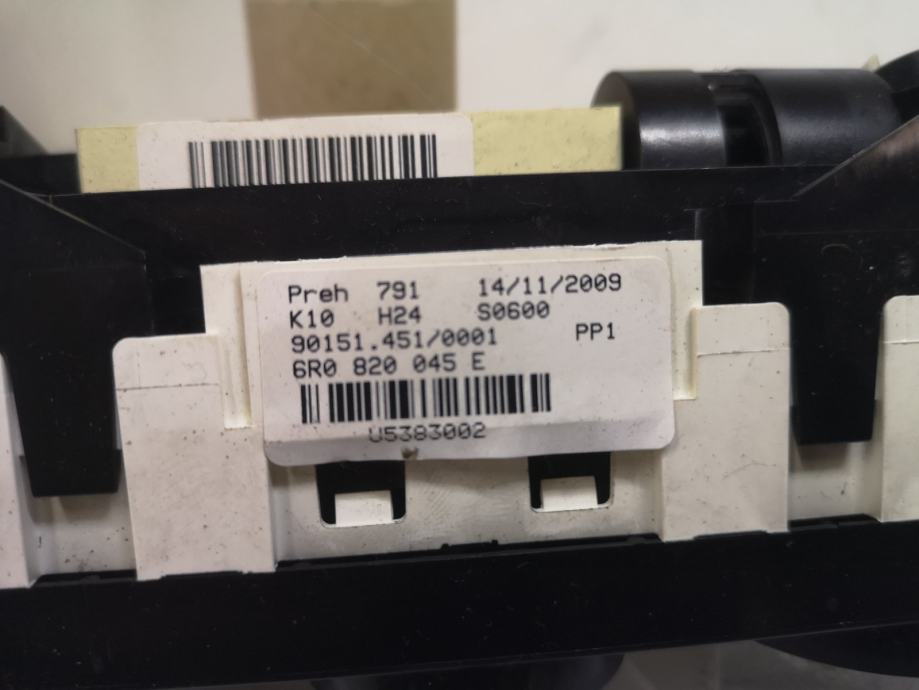 Preh 791 14/11/2009
K10 H24 S0600
90151.451/0001 PP1
6R0 820 045 E
U5383002